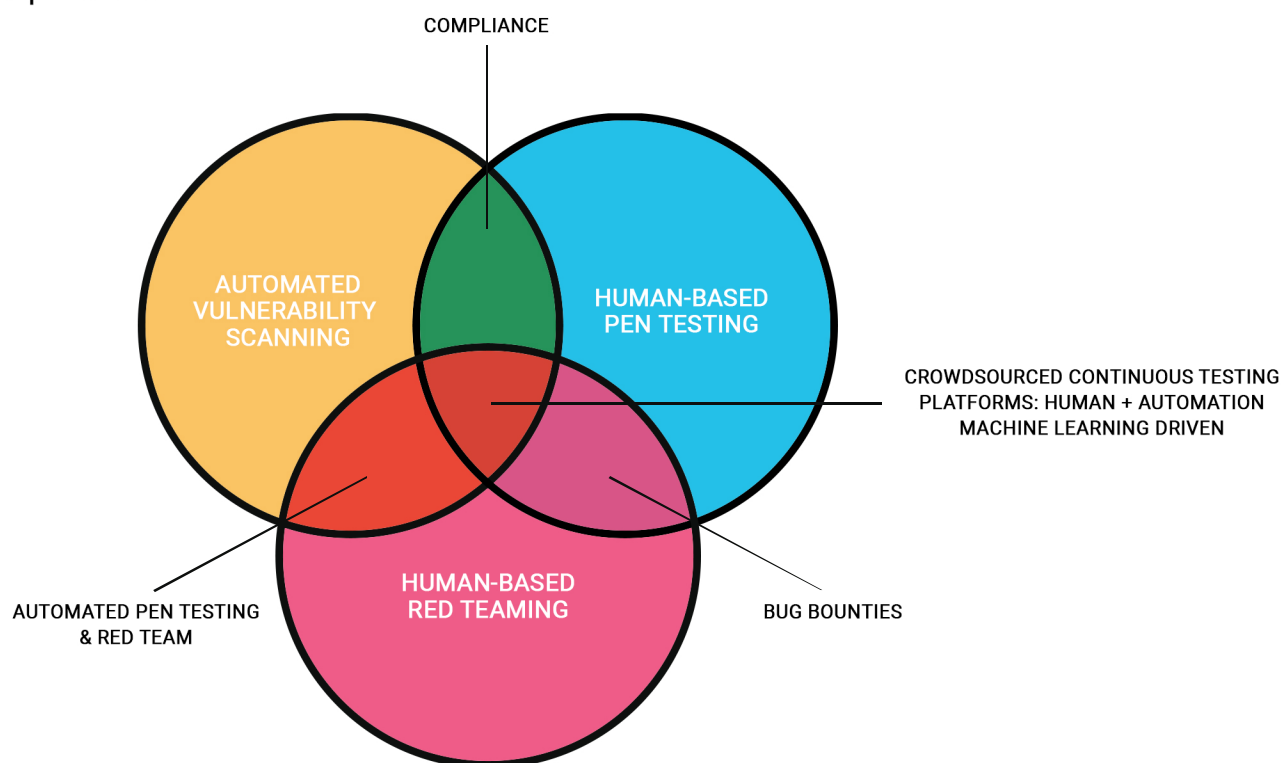 COMPLIANCE
AUTOMATED
VULNERABILITY
SCANNING
HUMAN-BASED
PEN TESTING
CROWDSOURCED CONTINUOUS TESTING
PLATFORMS: HUMAN + AUTOMATION
MACHINE LEARNING DRIVEN
HUMAN-BASED
RED TEAMING
AUTOMATED PEN TESTING
& RED TEAM
BUG BOUNTIES